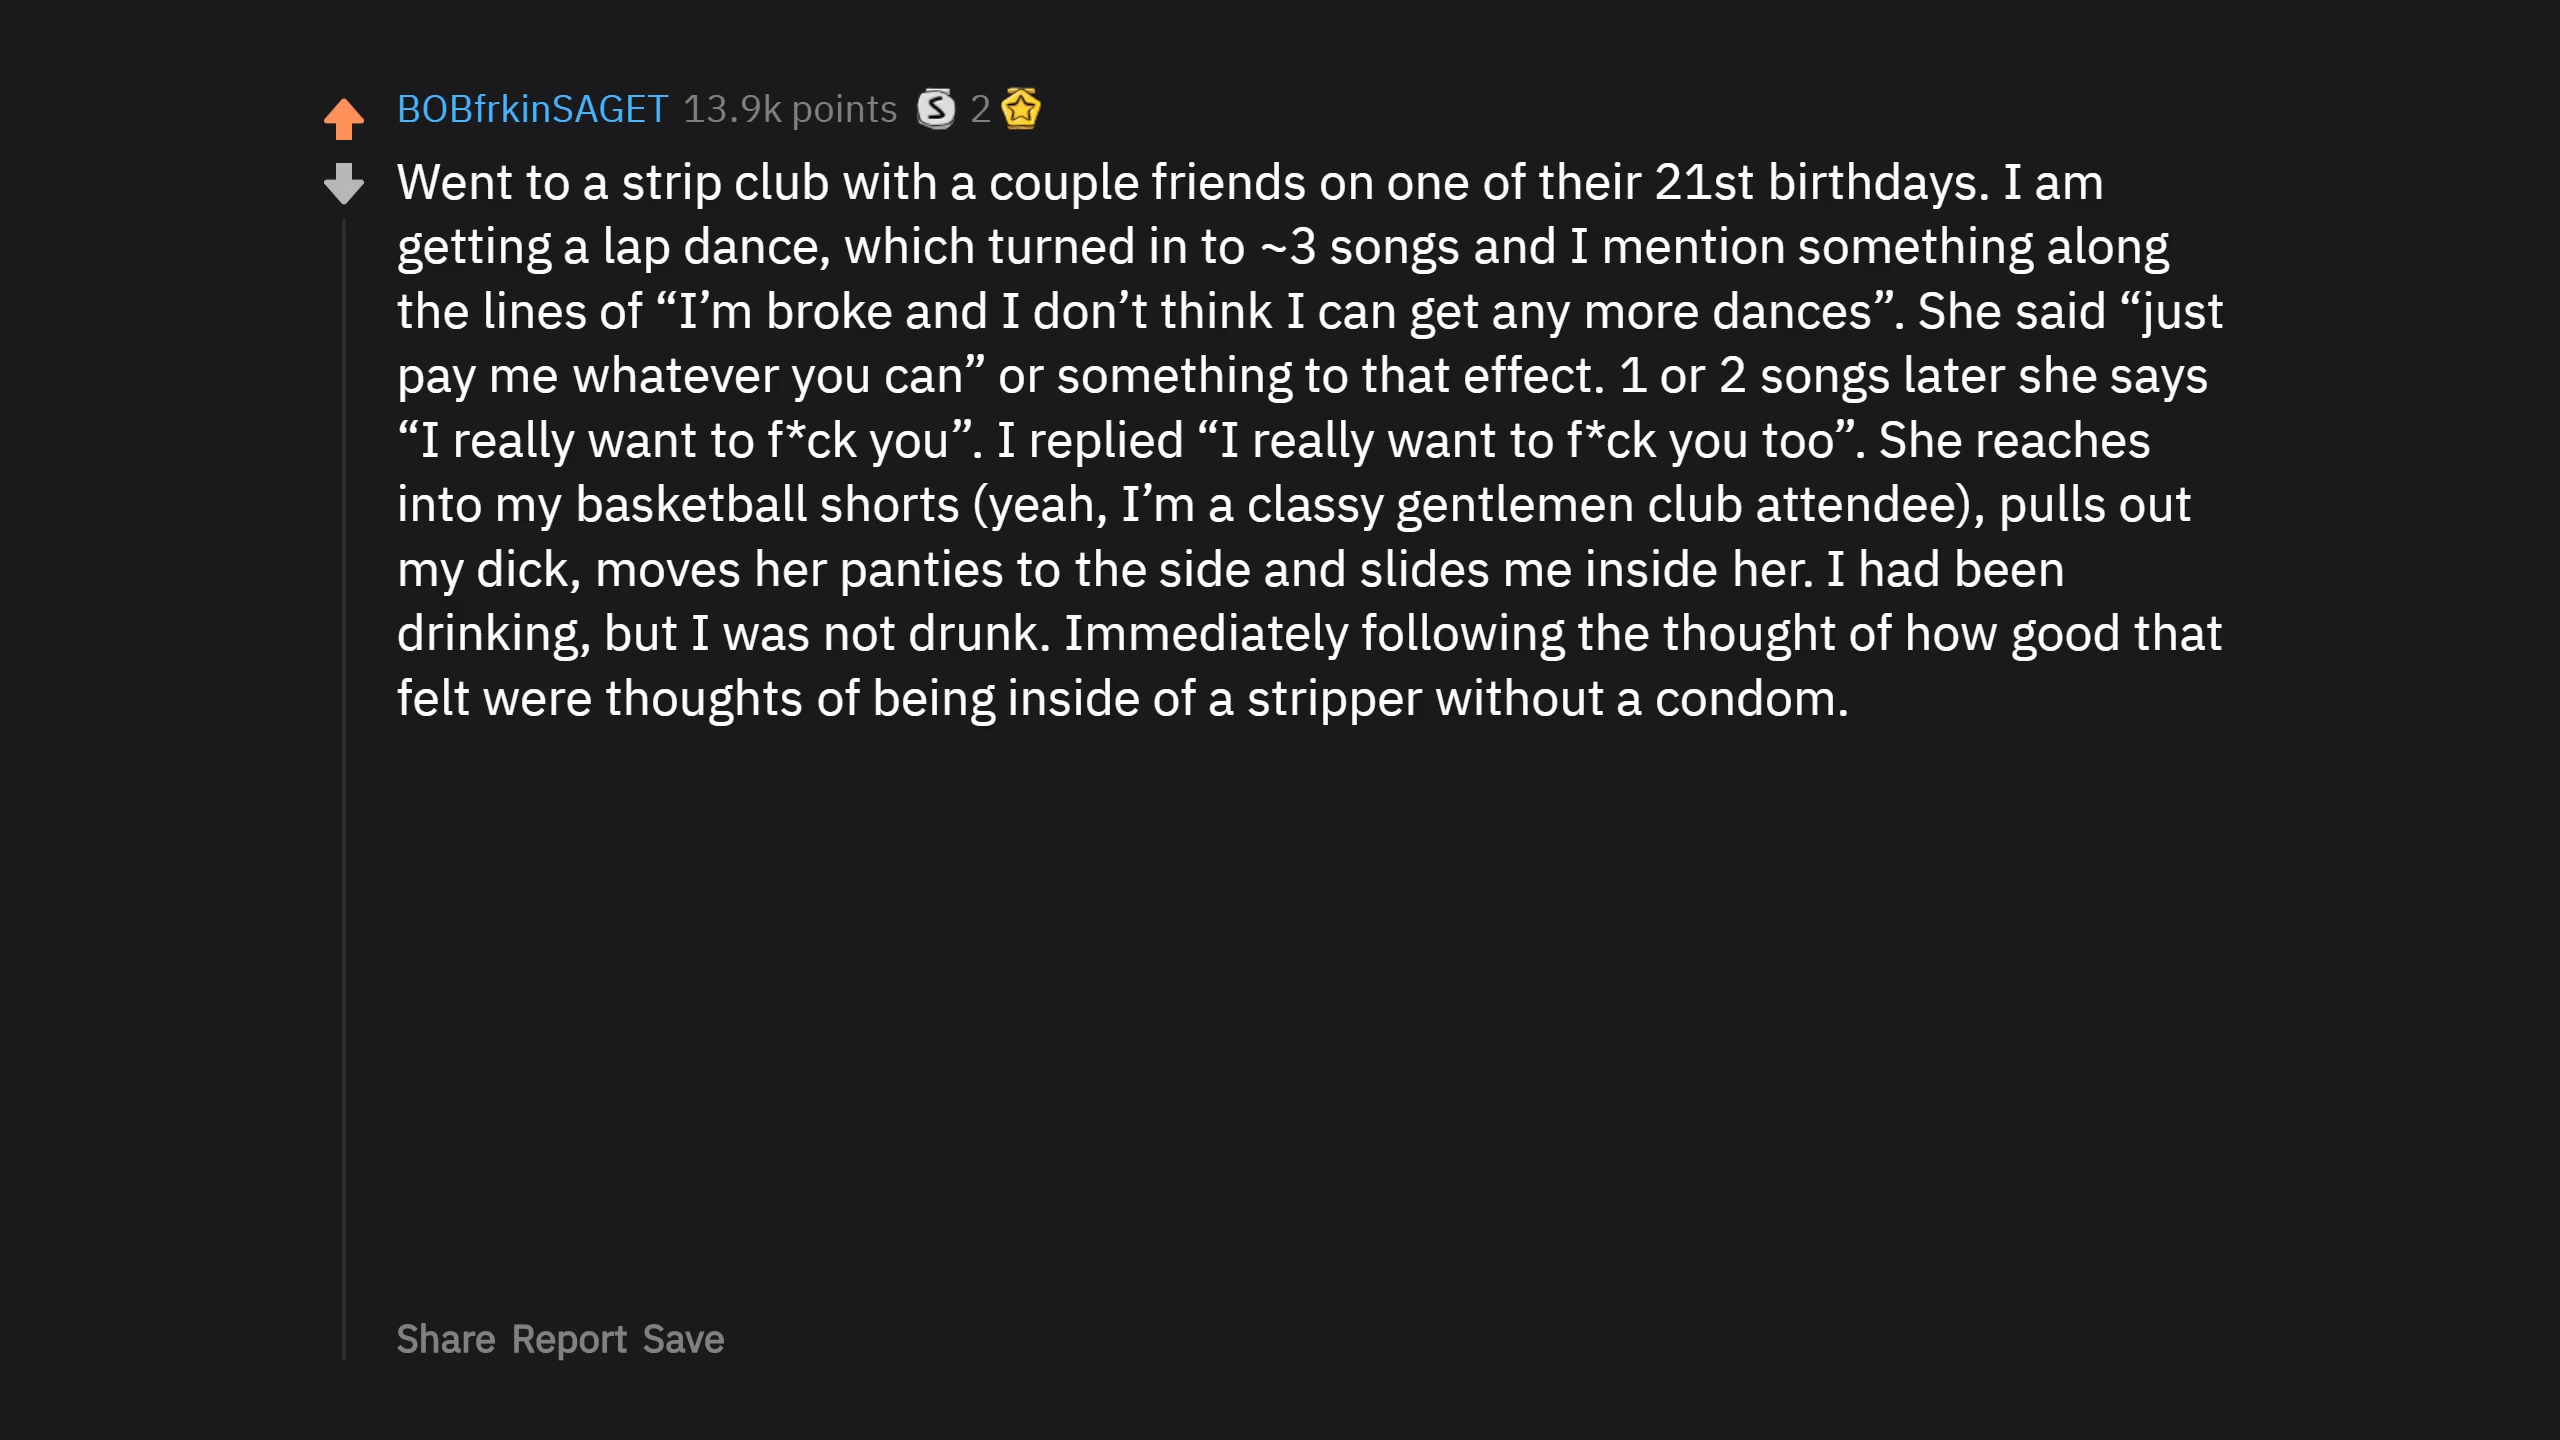 BOBfrkinSAGET 13.9k points S 2
Went to a strip club with a couple friends on one of their 21st birthdays. I am
getting a lap dance, which turned in to ~3 songs and I mention something along
the lines of “I’m broke and I don’t think I can get any more dances”. She said “just
pay me whatever you can” or something to that effect. 1 or 2 songs later she says
“I really want to f*ck you”. I replied “I really want to f*ck you too”. She reaches
into my basketball shorts (yeah, I’m a classy gentlemen club attendee), pulls out
my dick, moves her panties to the side and slides me inside her. I had been
drinking, but I was not drunk. Immediately following the thought of how good that
felt were thoughts of being inside of a stripper without a condom.
Share Report Save